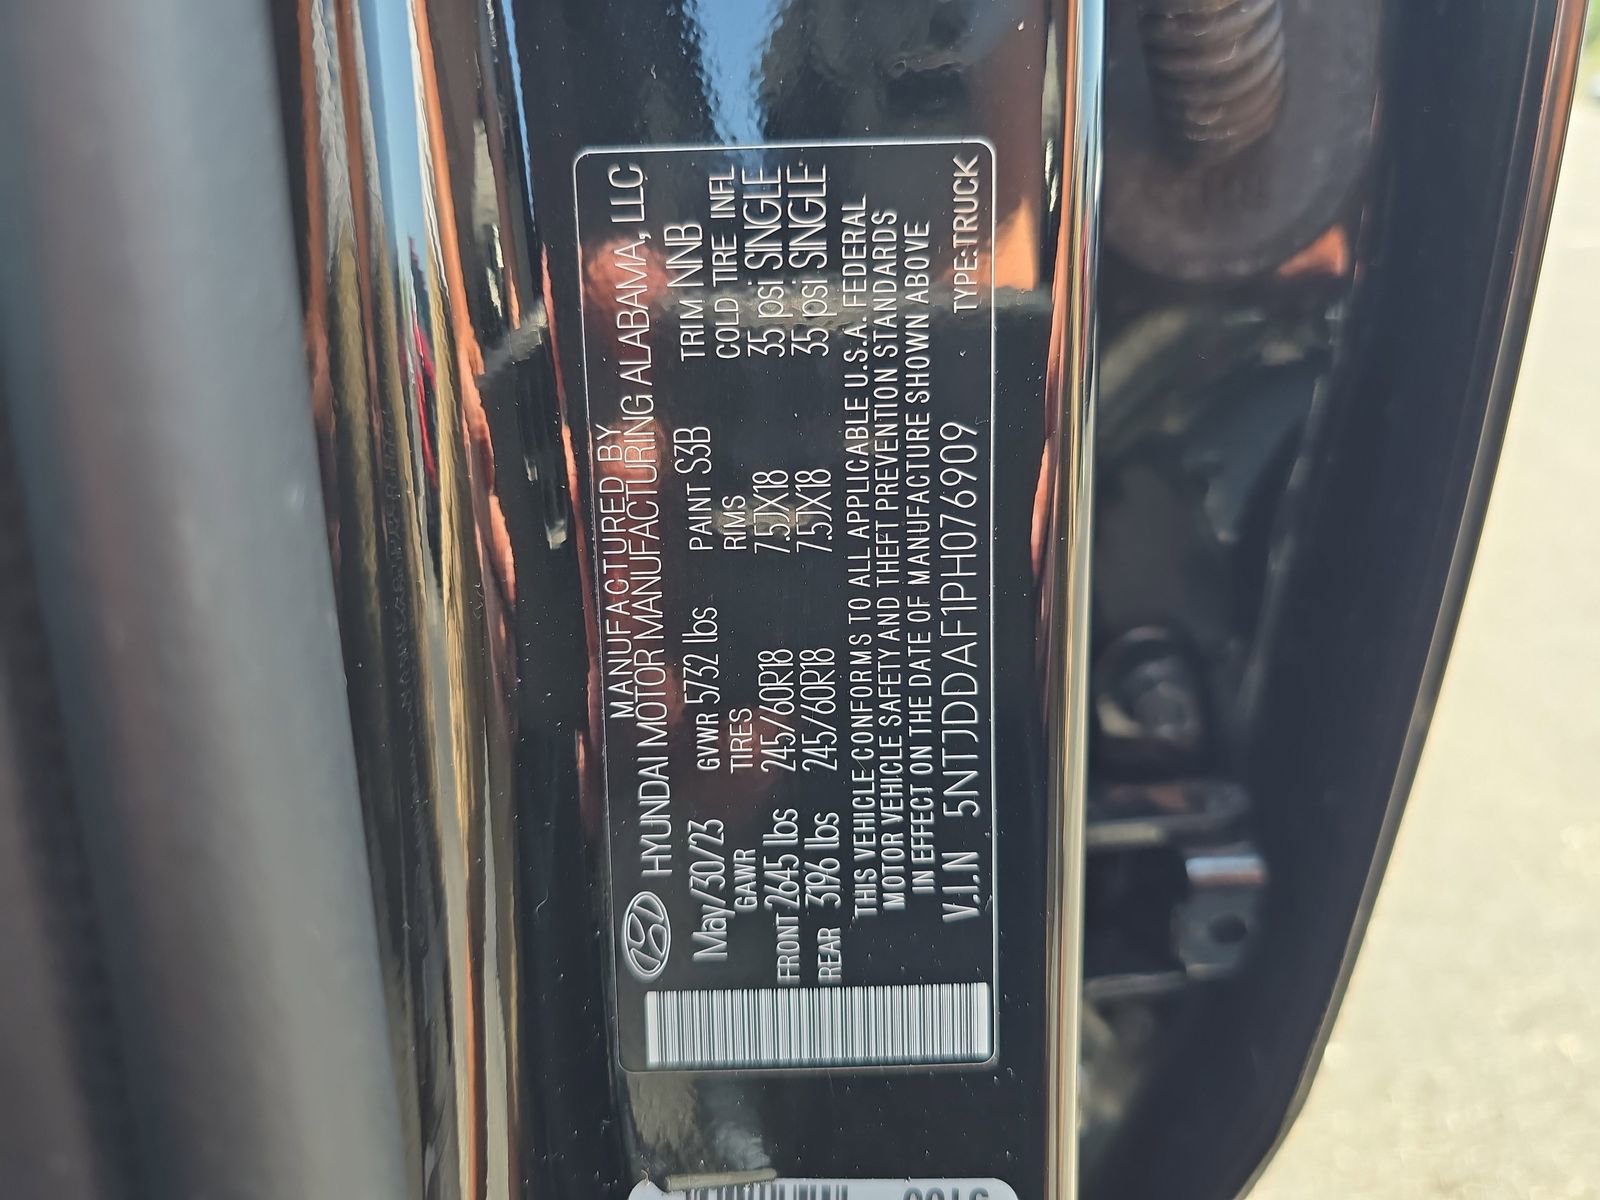 MANUFACTURED BY
HYUNDAI MOTOR MANUFACTURING ALABAMA, LLC
May/30/23 GVWR 5732 lbs PAINT S3B TRIM NNB
GAWR TIRES RIMS COLD TIRE INFL
FRONT 2645 lbs 245/60R18 7.5JX18 35 psi SINGLE
REAR 3196 lbs 245/60R18 7.5JX18 35 psi SINGLE
THIS VEHICLE CONFORMS TO ALL APPLICABLE U.S.A. FEDERAL
MOTOR VEHICLE SAFETY AND THEFT PREVENTION STANDARDS
IN EFFECT ON THE DATE OF MANUFACTURE SHOWN ABOVE
V.I.N 5NTJDDAF1PH076909 TYPE:TRUCK